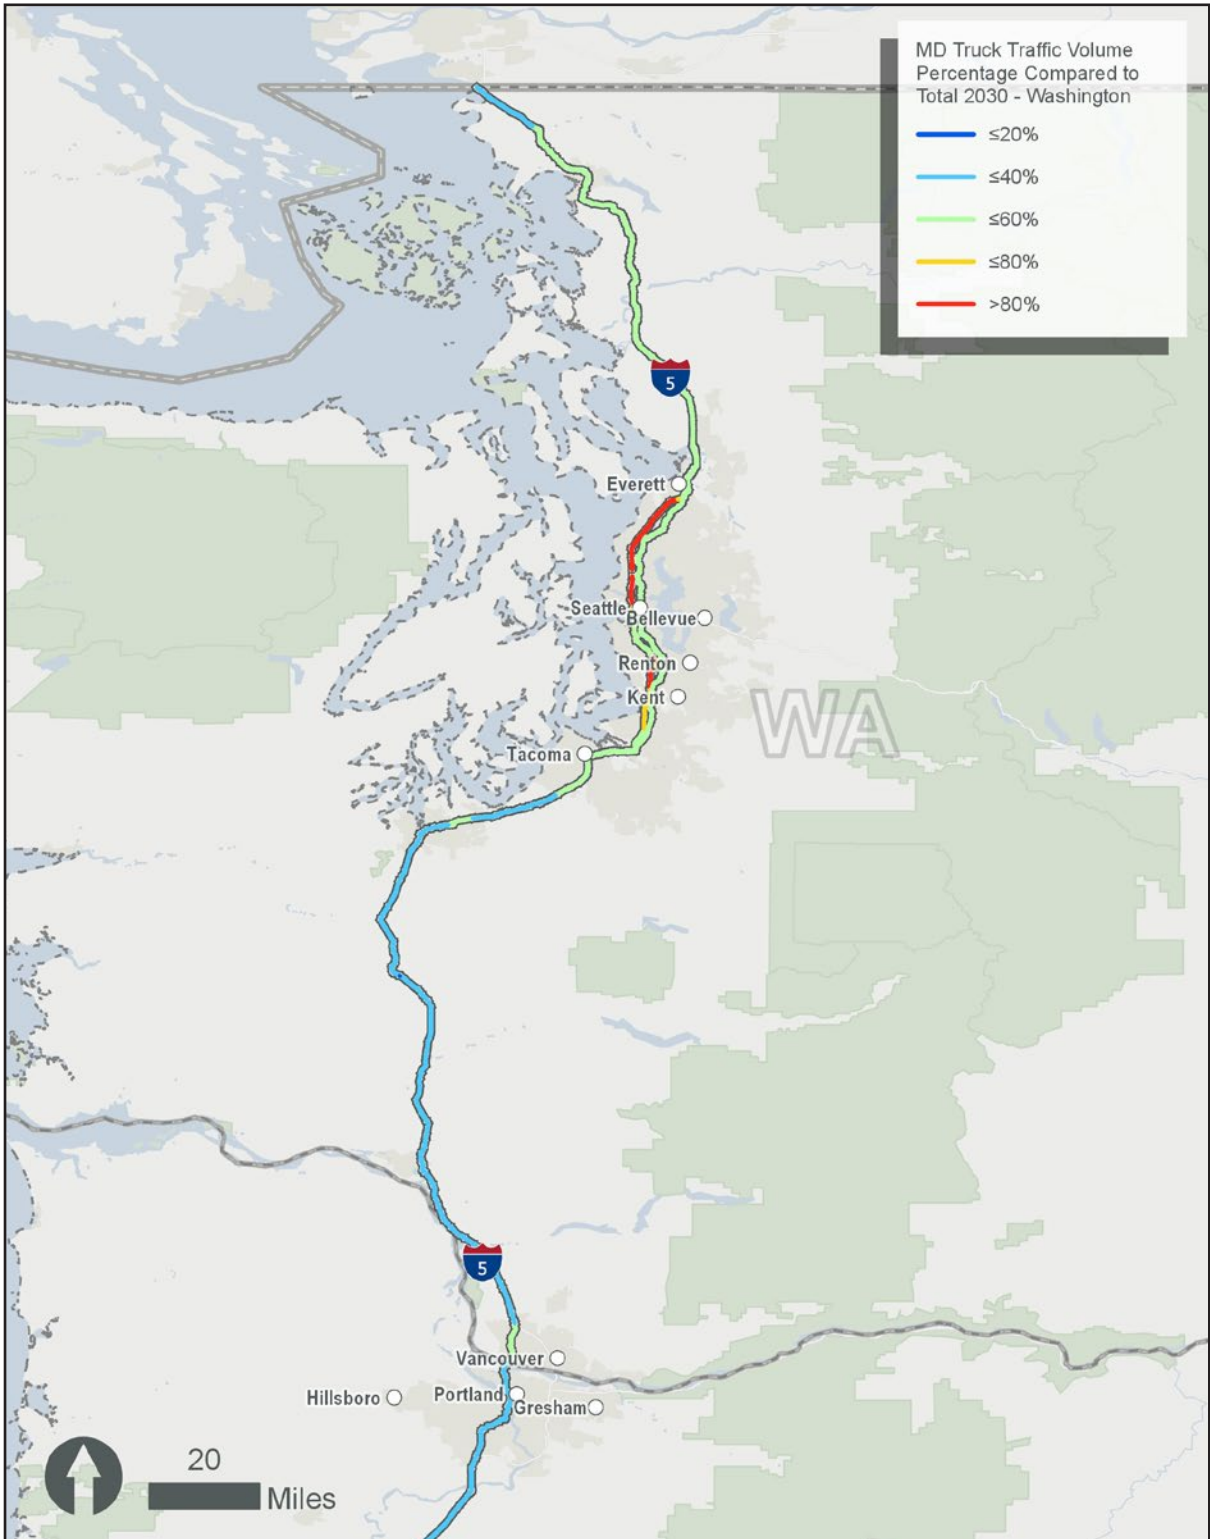 MD Truck Traffic Volume
Percentage Compared to
Total 2030 - Washington
≤20%
≤40%
≤60%
≤80%
>80%
5
Everett
Seattle
Bellevue
Renton
Kent
WA
Tacoma
5
Vancouver
Hillsboro
Portland
Gresham
20
Miles